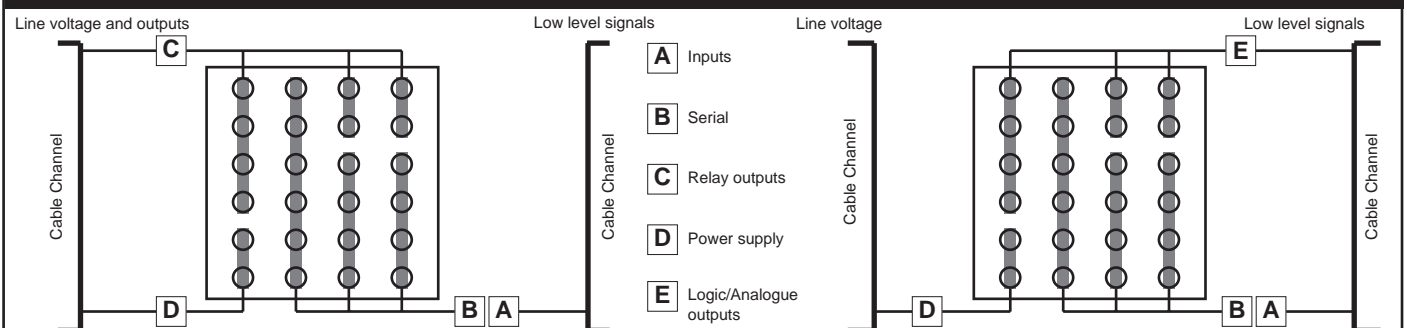 Line voltage and outputs
Low level signals
C
Cable Channel
Cable Channel
D
B A
A Inputs
B Serial
C Relay outputs
D Power supply
E Logic/Analogue
outputs
Line voltage
Low level signals
E
Cable Channel
Cable Channel
D
B A